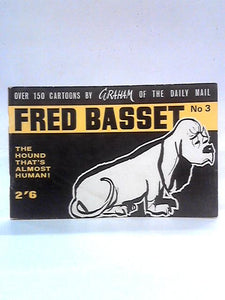 OVER 150 CARTOONS BY GRAHAM OF THE DAILY MAIL
FRED BASSET No 3
THE
HOUND
THAT'S
ALMOST
HUMAN!
2'6